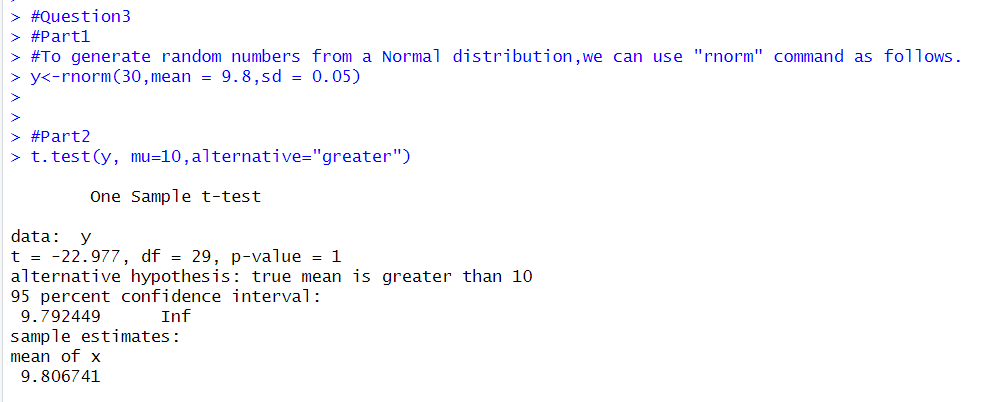 > #Question3
> #Part1
> #To generate random numbers from a Normal distribution,we can use "rnorm" command as follows.
> y<-rnorm(30,mean = 9.8,sd = 0.05)
>
>
> #Part2
> t.test(y, mu=10,alternative="greater")
One Sample t-test
data:  y
t = -22.977, df = 29, p-value = 1
alternative hypothesis: true mean is greater than 10
95 percent confidence interval:
9.792449      Inf
sample estimates:
mean of x
9.806741